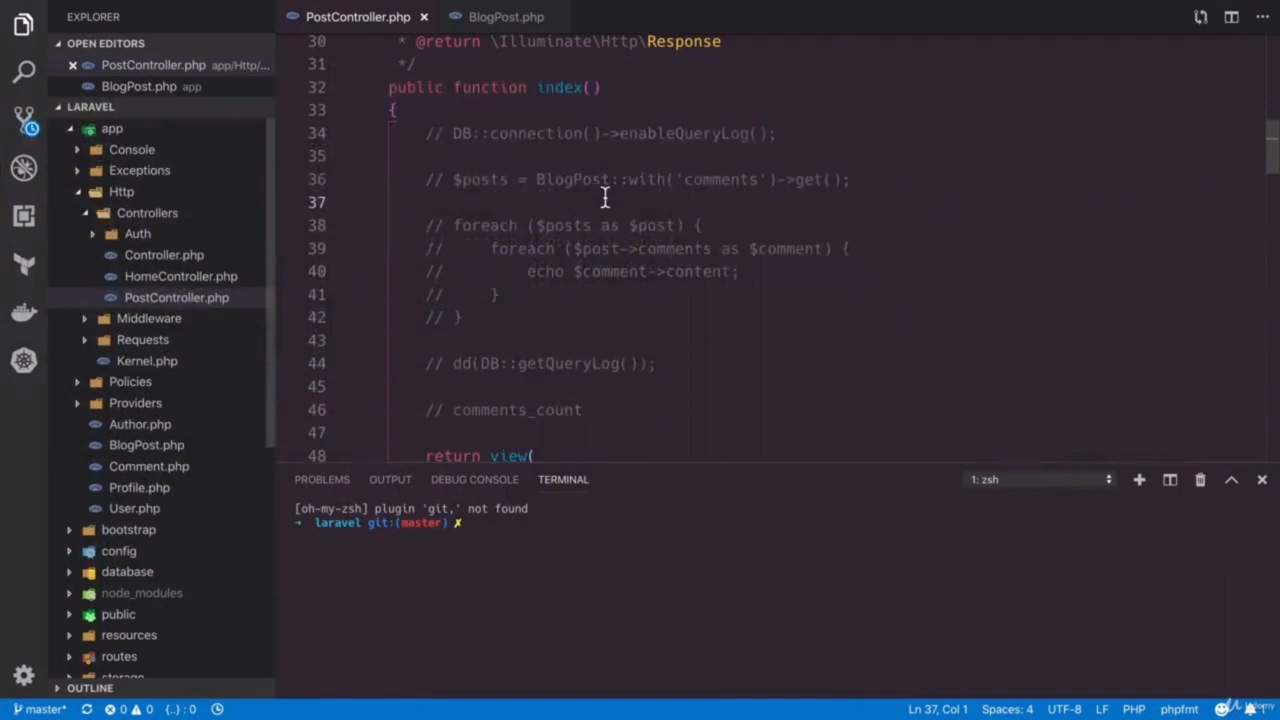 EXPLORER
PostController.php ×
BlogPost.php
OPEN EDITORS
× PostController.php app/Http/...
BlogPost.php app
LARAVEL
app
Console
Exceptions
Http
Controllers
Auth
Controller.php
HomeController.php
PostController.php
Middleware
Requests
Kernel.php
Policies
Providers
Author.php
BlogPost.php
Comment.php
Profile.php
User.php
bootstrap
config
database
node_modules
public
resources
routes
storage
OUTLINE
30 * @return \Illuminate\Http\Response
31 */
32 public function index()
33 {
34 // DB::connection()->enableQueryLog();
35
36 // $posts = BlogPost::with('comments')->get();
37
38 // foreach ($posts as $post) {
39 // foreach ($post->comments as $comment) {
40 // echo $comment->content;
41 // }
42 // }
43
44 // dd(DB::getQueryLog());
45
46 // comments_count
47
48 return view(
PROBLEMS OUTPUT DEBUG CONSOLE TERMINAL 1: zsh
[oh-my-zsh] plugin 'git,' not found
→ laravel git:(master) ✗
master* 0 0 {..} : 0 Ln 37, Col 1 Spaces: 4 UTF-8 LF PHP phpfmt